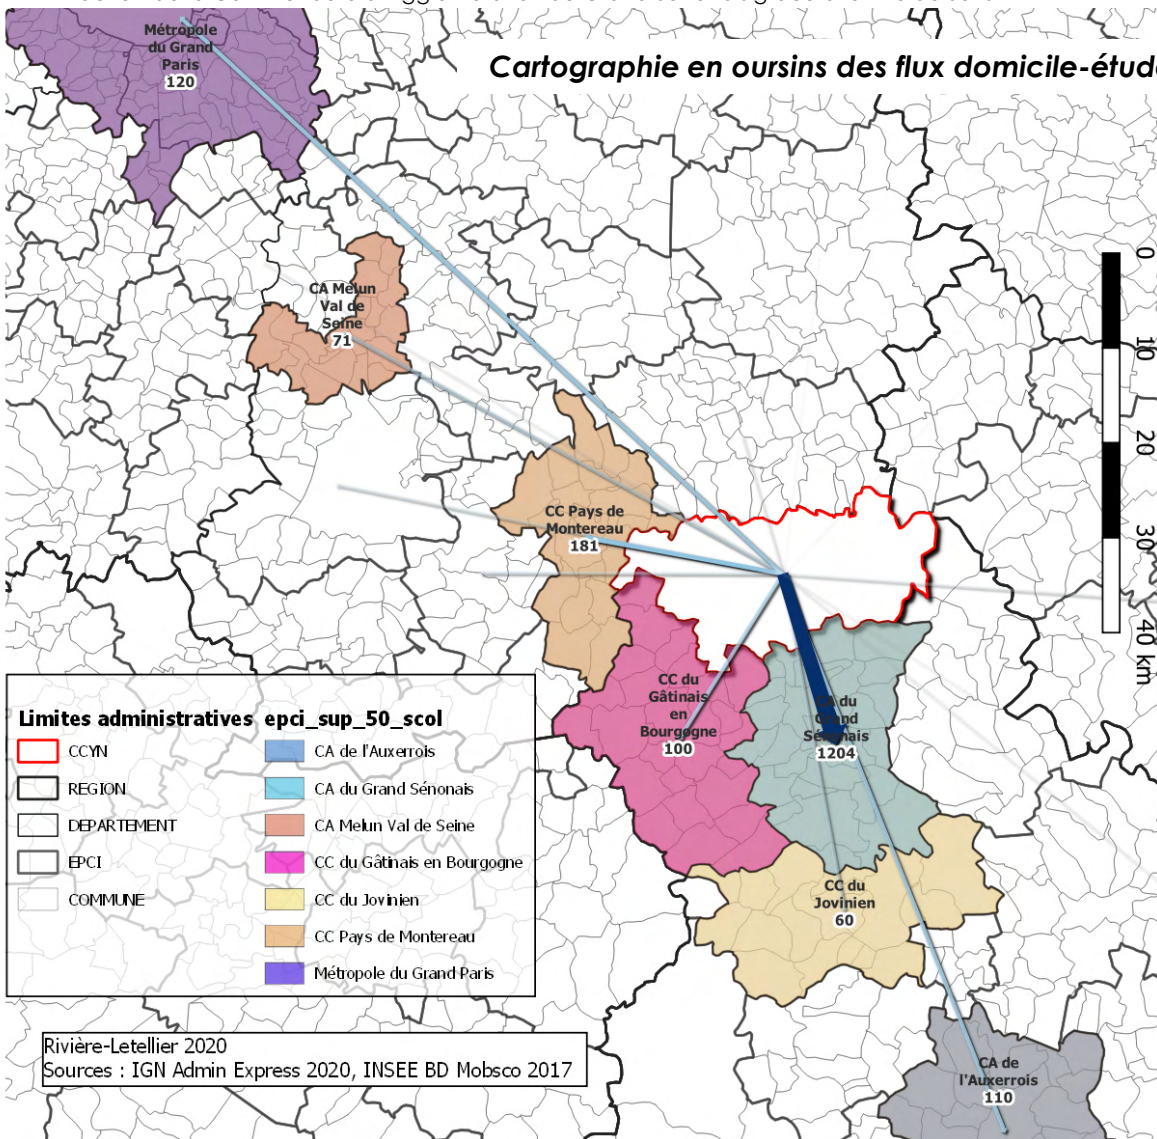 Cartographie en oursins des flux domicile-étud
Métropole
du Grand
Paris
120
CA Melun
Val de
Seine
71
CC Pays de
Montereau
181
CC du
Gâtinais
en
Bourgogne
100
CA du
Grand
Sénonais
1204
CC du
Jovinien
60
CA de
l'Auxerrois
110
0
10
20
30
40 km
Limites administratives
CCYN
REGION
DEPARTEMENT
EPCI
COMMUNE
epci_sup_50_scol
CA de l'Auxerrois
CA du Grand Sénonais
CA Melun Val de Seine
CC du Gâtinais en Bourgogne
CC du Jovinien
CC Pays de Montereau
Métropole du Grand Paris
Rivière-Letellier 2020
Sources : IGN Admin Express 2020, INSEE BD Mobsco 2017